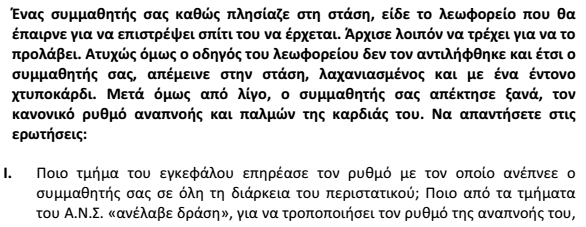 Ένας συμμαθητής σας καθώς πλησίαζε στη στάση, είδε το λεωφορείο που θα
έπαιρνε για να επιστρέψει σπίτι του να έρχεται. Άρχισε λοιπόν να τρέχει για να το
προλάβει. Ατυχώς όμως ο οδηγός του λεωφορείου δεν τον αντιλήφθηκε και έτσι ο
συμμαθητής σας, απέμεινε στην στάση, λαχανιασμένος και με ένα έντονο
χτυποκάρδι. Μετά όμως από λίγο, ο συμμαθητής σας απέκτησε ξανά, τον
κανονικό ρυθμό αναπνοής και παλμών της καρδιάς του. Να απαντήσετε στις
ερωτήσεις:
I. Ποιο τμήμα του εγκεφάλου επηρέασε τον ρυθμό με τον οποίο ανέπνεε ο
συμμαθητής σας σε όλη τη διάρκεια του περιστατικού; Ποιο από τα τμήματα
του Α.Ν.Σ. «ανέλαβε δράση», για να τροποποιήσει τον ρυθμό της αναπνοής του,